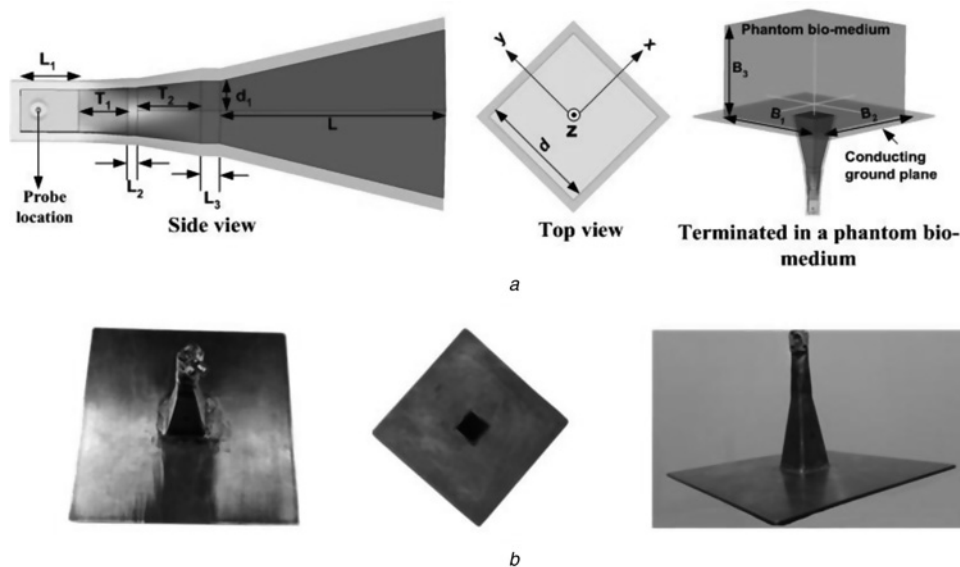 L₁
T₁
T₂
d₁
L
L₂
L₃
Probe
location
Side view
y
x
z
d
Top view
Phantom bio-medium
B₃
B₁
B₂
Conducting
ground plane
Terminated in a phantom bio-
medium
a
b